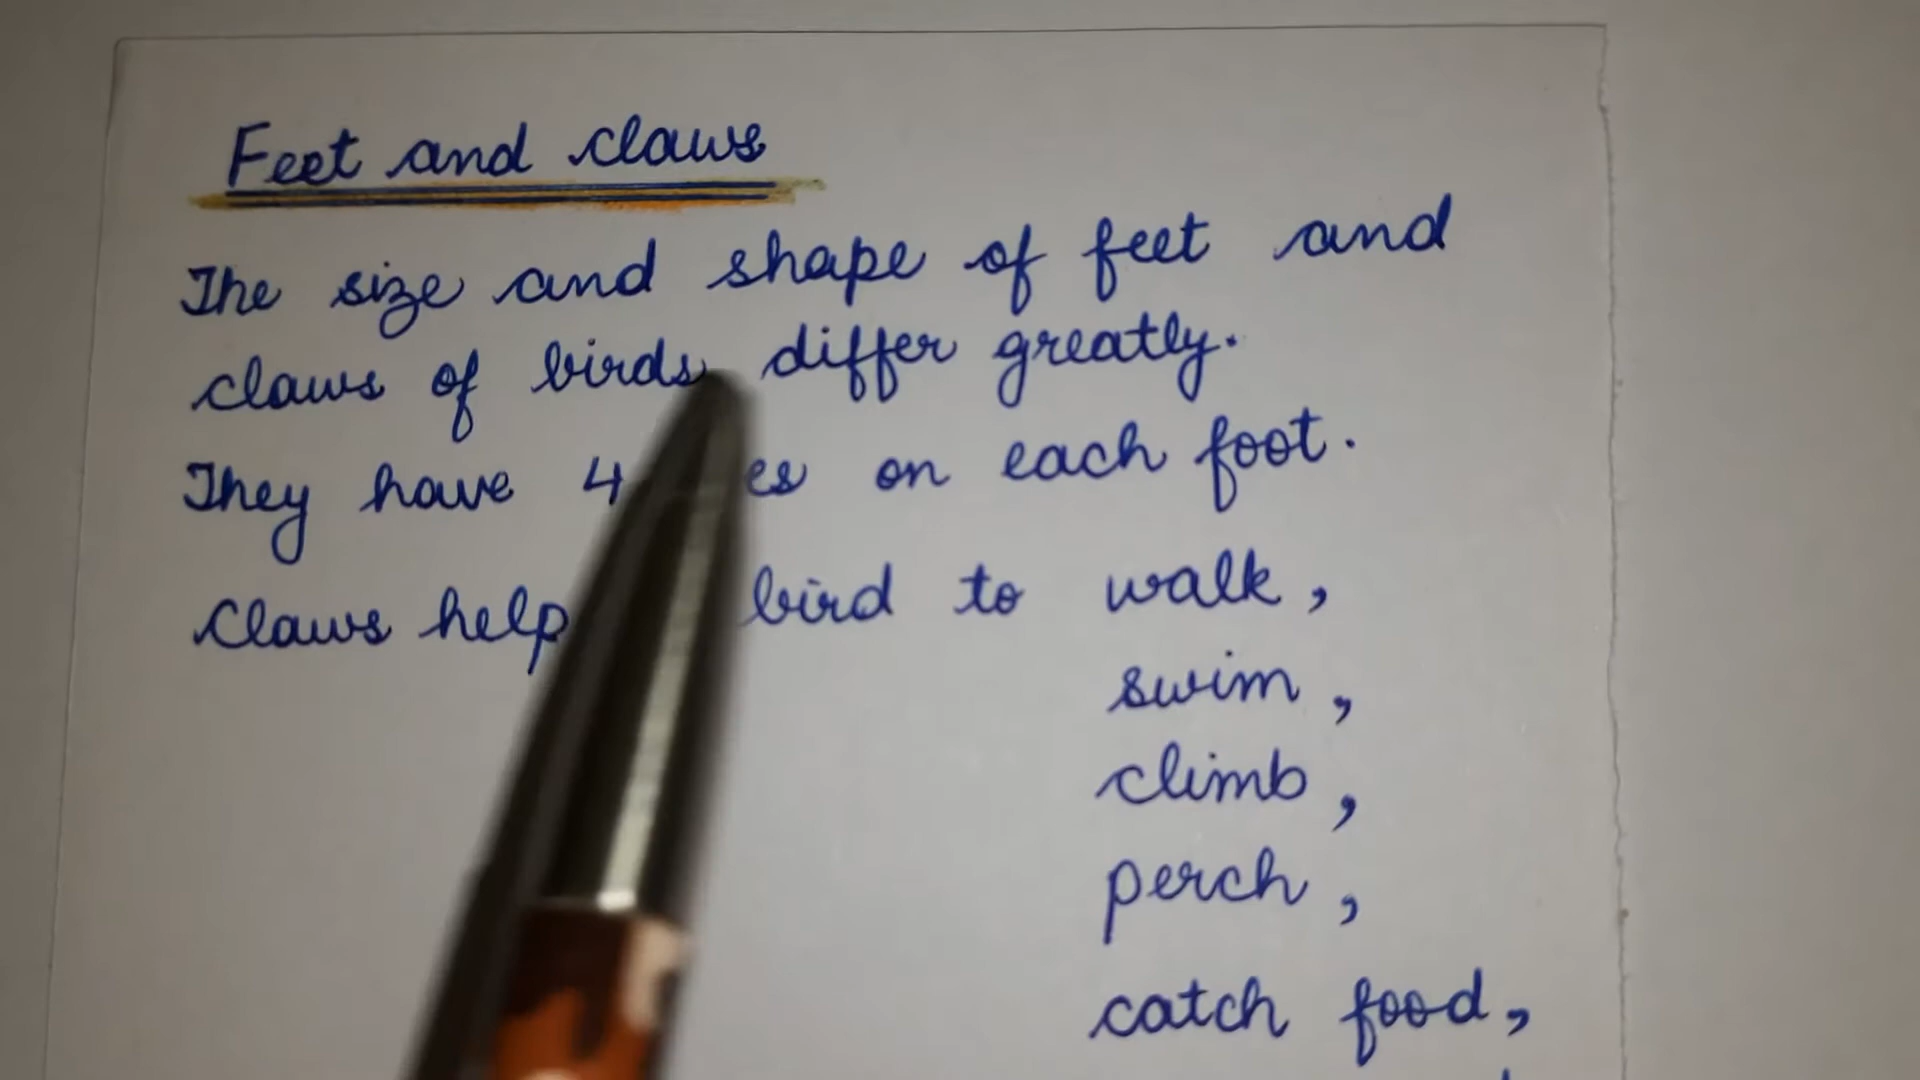 Feet and claws
The size and shape of feet and
claws of birds differ greatly.
They have 4 on each foot.
Claws help bird to walk,
swim,
climb,
perch,
catch food,